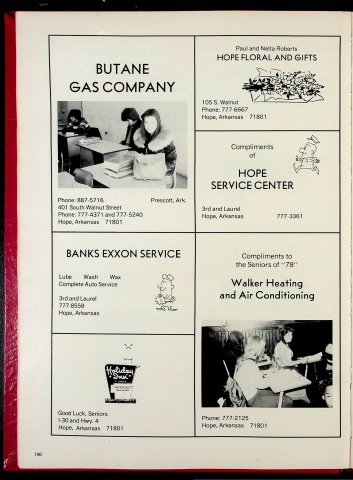 BUTANE
GAS COMPANY
Phone: 887-5716 Prescott, Ark.
401 South Walnut Street
Phone: 777-4371 and 777-5240
Hope, Arkansas 71801
Paul and Nelta Roberts
HOPE FLORAL AND GIFTS
105 S. Walnut
Phone: 777-6667
Hope, Arkansas 71801
Compliments
of
HOPE
SERVICE CENTER
3rd and Laurel
Hope, Arkansas 777-3361
BANKS EXXON SERVICE
Lube Wash Wax
Complete Auto Service
3rd and Laurel
777-8558
Hope, Arkansas
Compliments to
the Seniors of "78"
Walker Heating
and Air Conditioning
Phone: 777-2125
Hope, Arkansas 71801
Holiday
Inn
Good Luck, Seniors
I-30 and Hwy. 4
Hope, Arkansas 71801
190